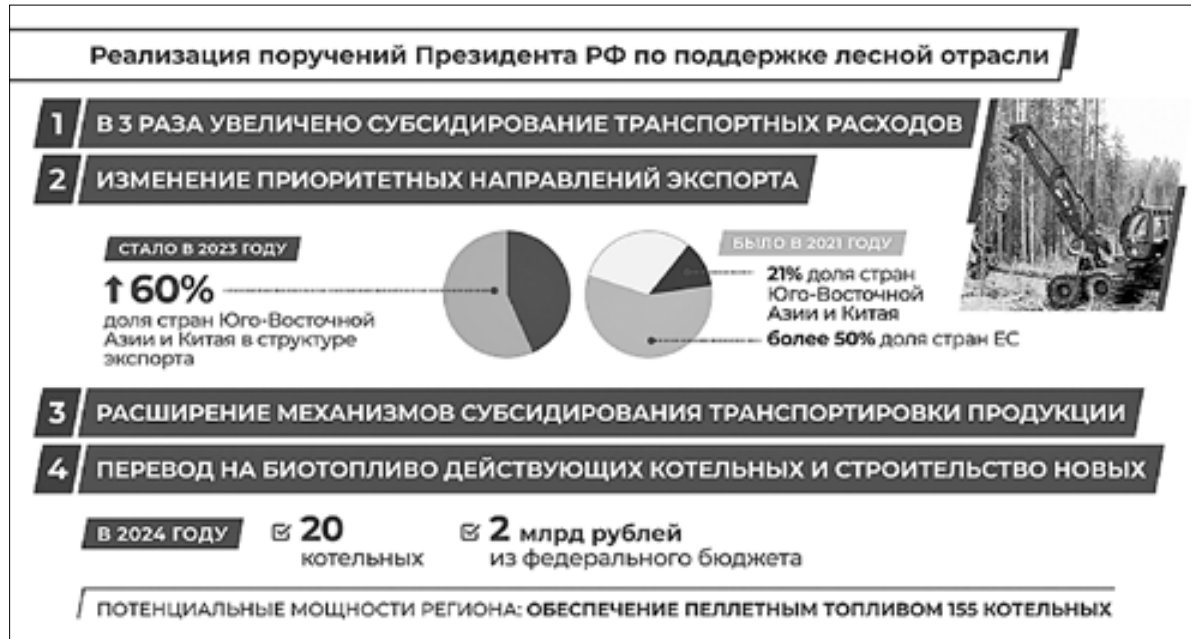 Реализация поручений Президента РФ по поддержке лесной отрасли
1 В 3 РАЗА УВЕЛИЧЕНО СУБСИДИРОВАНИЕ ТРАНСПОРТНЫХ РАСХОДОВ
2 ИЗМЕНЕНИЕ ПРИОРИТЕТНЫХ НАПРАВЛЕНИЙ ЭКСПОРТА
СТАЛО В 2023 ГОДУ
↑60%
доля стран Юго-Восточной
Азии и Китая в структуре
экспорта
БЫЛО В 2021 ГОДУ
21% доля стран
Юго-Восточной
Азии и Китая
более 50% доля стран ЕС
3 РАСШИРЕНИЕ МЕХАНИЗМОВ СУБСИДИРОВАНИЯ ТРАНСПОРТИРОВКИ ПРОДУКЦИИ
4 ПЕРЕВОД НА БИОТОПЛИВО ДЕЙСТВУЮЩИХ КОТЕЛЬНЫХ И СТРОИТЕЛЬСТВО НОВЫХ
В 2024 ГОДУ
20
котельных
2 млрд рублей
из федерального бюджета
ПОТЕНЦИАЛЬНЫЕ МОЩНОСТИ РЕГИОНА: ОБЕСПЕЧЕНИЕ ПЕЛЛЕТНЫМ ТОПЛИВОМ 155 КОТЕЛЬНЫХ